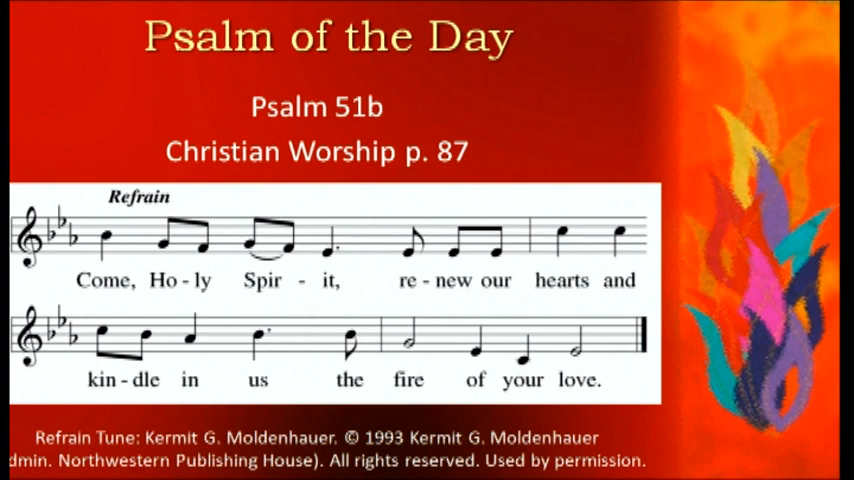 Psalm of the Day
Psalm 51b
Christian Worship p. 87
Refrain
Come, Ho - ly Spir - it, re - new our hearts and
kin - dle in us the fire of your love.
Refrain Tune: Kermit G. Moldenhauer. © 1993 Kermit G. Moldenhauer
dmin. Northwestern Publishing House). All rights reserved. Used by permission.